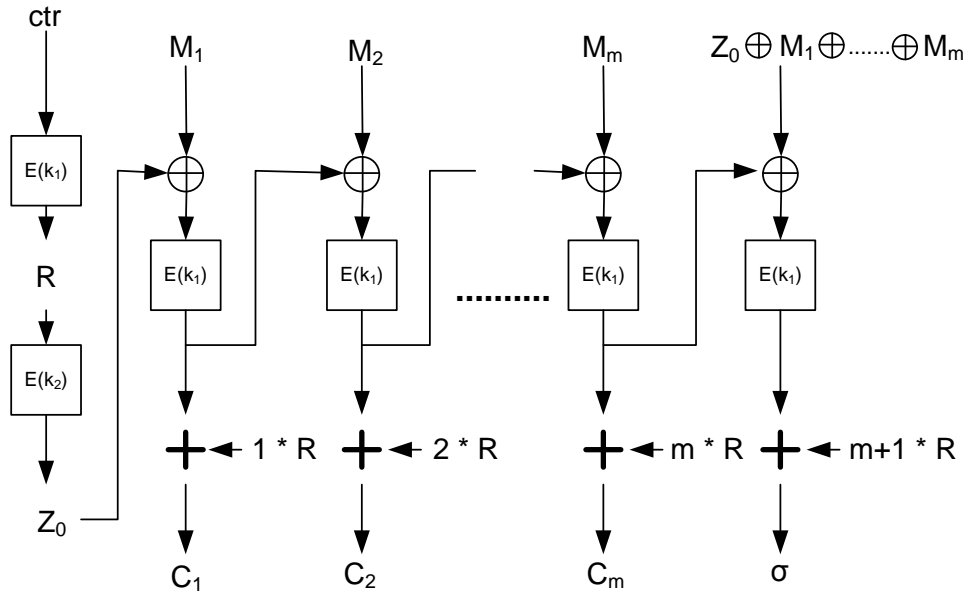 ctr
M₁
M₂
Mₘ
Z₀ ⊕ M₁ ⊕ ....... ⊕ Mₘ
E(k₁)
R
E(k₂)
Z₀
E(k₁)
E(k₁)
E(k₁)
E(k₁)
+ 1 * R
+ 2 * R
+ m * R
+ m+1 * R
C₁
C₂
Cₘ
σ